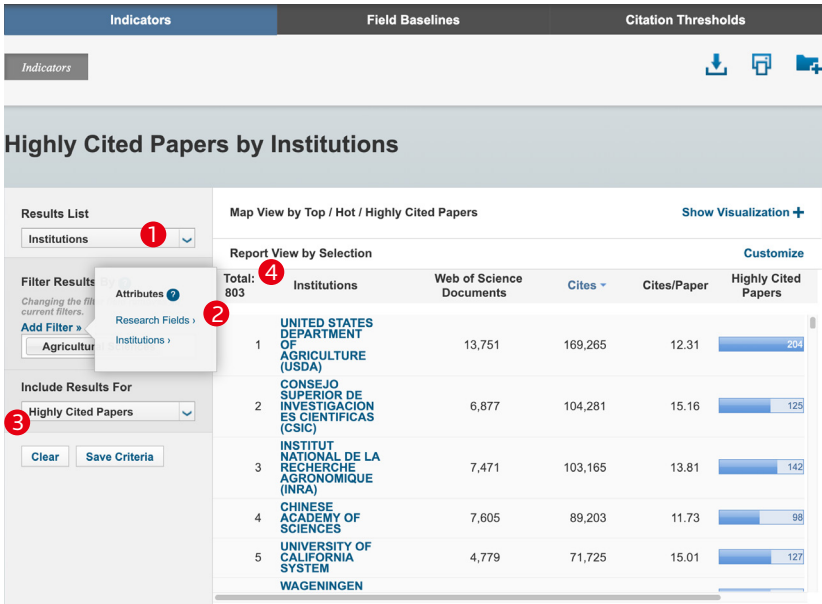 Indicators Field Baselines Citation Thresholds
Indicators
Highly Cited Papers by Institutions
Results List
Institutions
1
Filter Results
Changing the
current filters.
Add Filter »
Agricultural
Attributes ?
Research Fields ›
2
Institutions ›
Include Results For
Highly Cited Papers
3
Clear Save Criteria
Map View by Top / Hot / Highly Cited Papers Show Visualization +
Report View by Selection Customize
4
Total:
803
Institutions
Web of Science
Documents
Cites
Cites/Paper
Highly Cited
Papers
1
UNITED STATES
DEPARTMENT
OF
AGRICULTURE
(USDA)
13,751 169,265 12.31 204
2
CONSEJO
SUPERIOR DE
INVESTIGACION
ES CIENTIFICAS
(CSIC)
6,877 104,281 15.16 125
3
INSTITUT
NATIONAL DE LA
RECHERCHE
AGRONOMIQUE
(INRA)
7,471 103,165 13.81 142
4
CHINESE
ACADEMY OF
SCIENCES
7,605 89,203 11.73 98
5
UNIVERSITY OF
CALIFORNIA
SYSTEM
4,779 71,725 15.01 127
WAGENINGEN